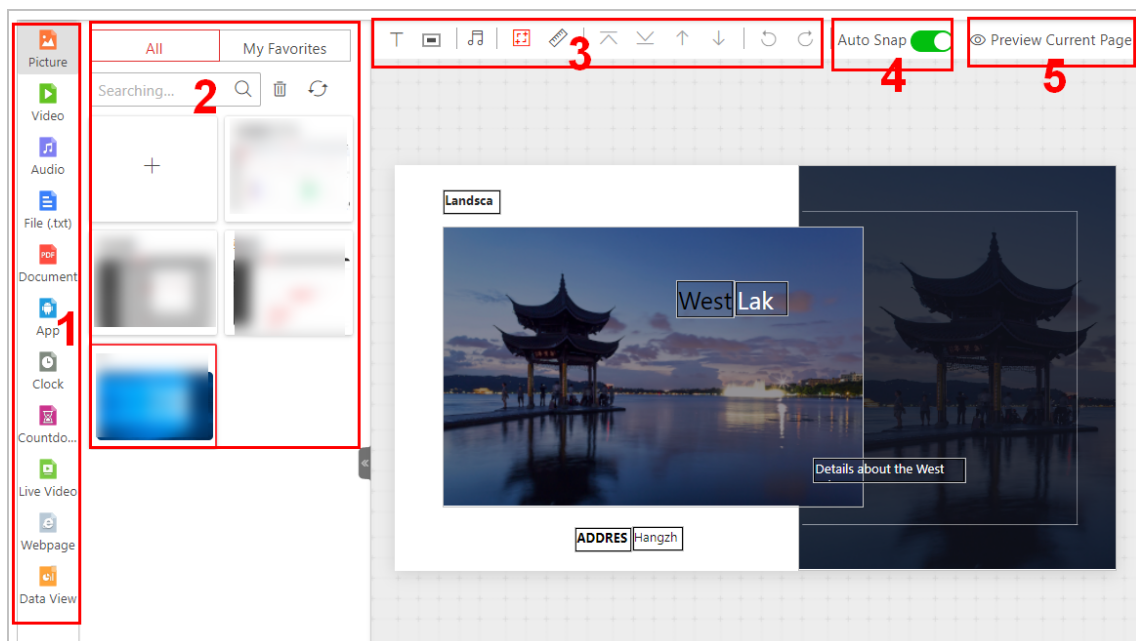 Picture
Video
Audio
File (.txt)
PDF
Document
App
Clock
Countdo...
Live Video
Webpage
Data View
1
All
My Favorites
Searching...
2
T
3
Auto Snap
4
Preview Current Page
5
Landsca
West Lak
Details about the West
ADDRES Hangzh